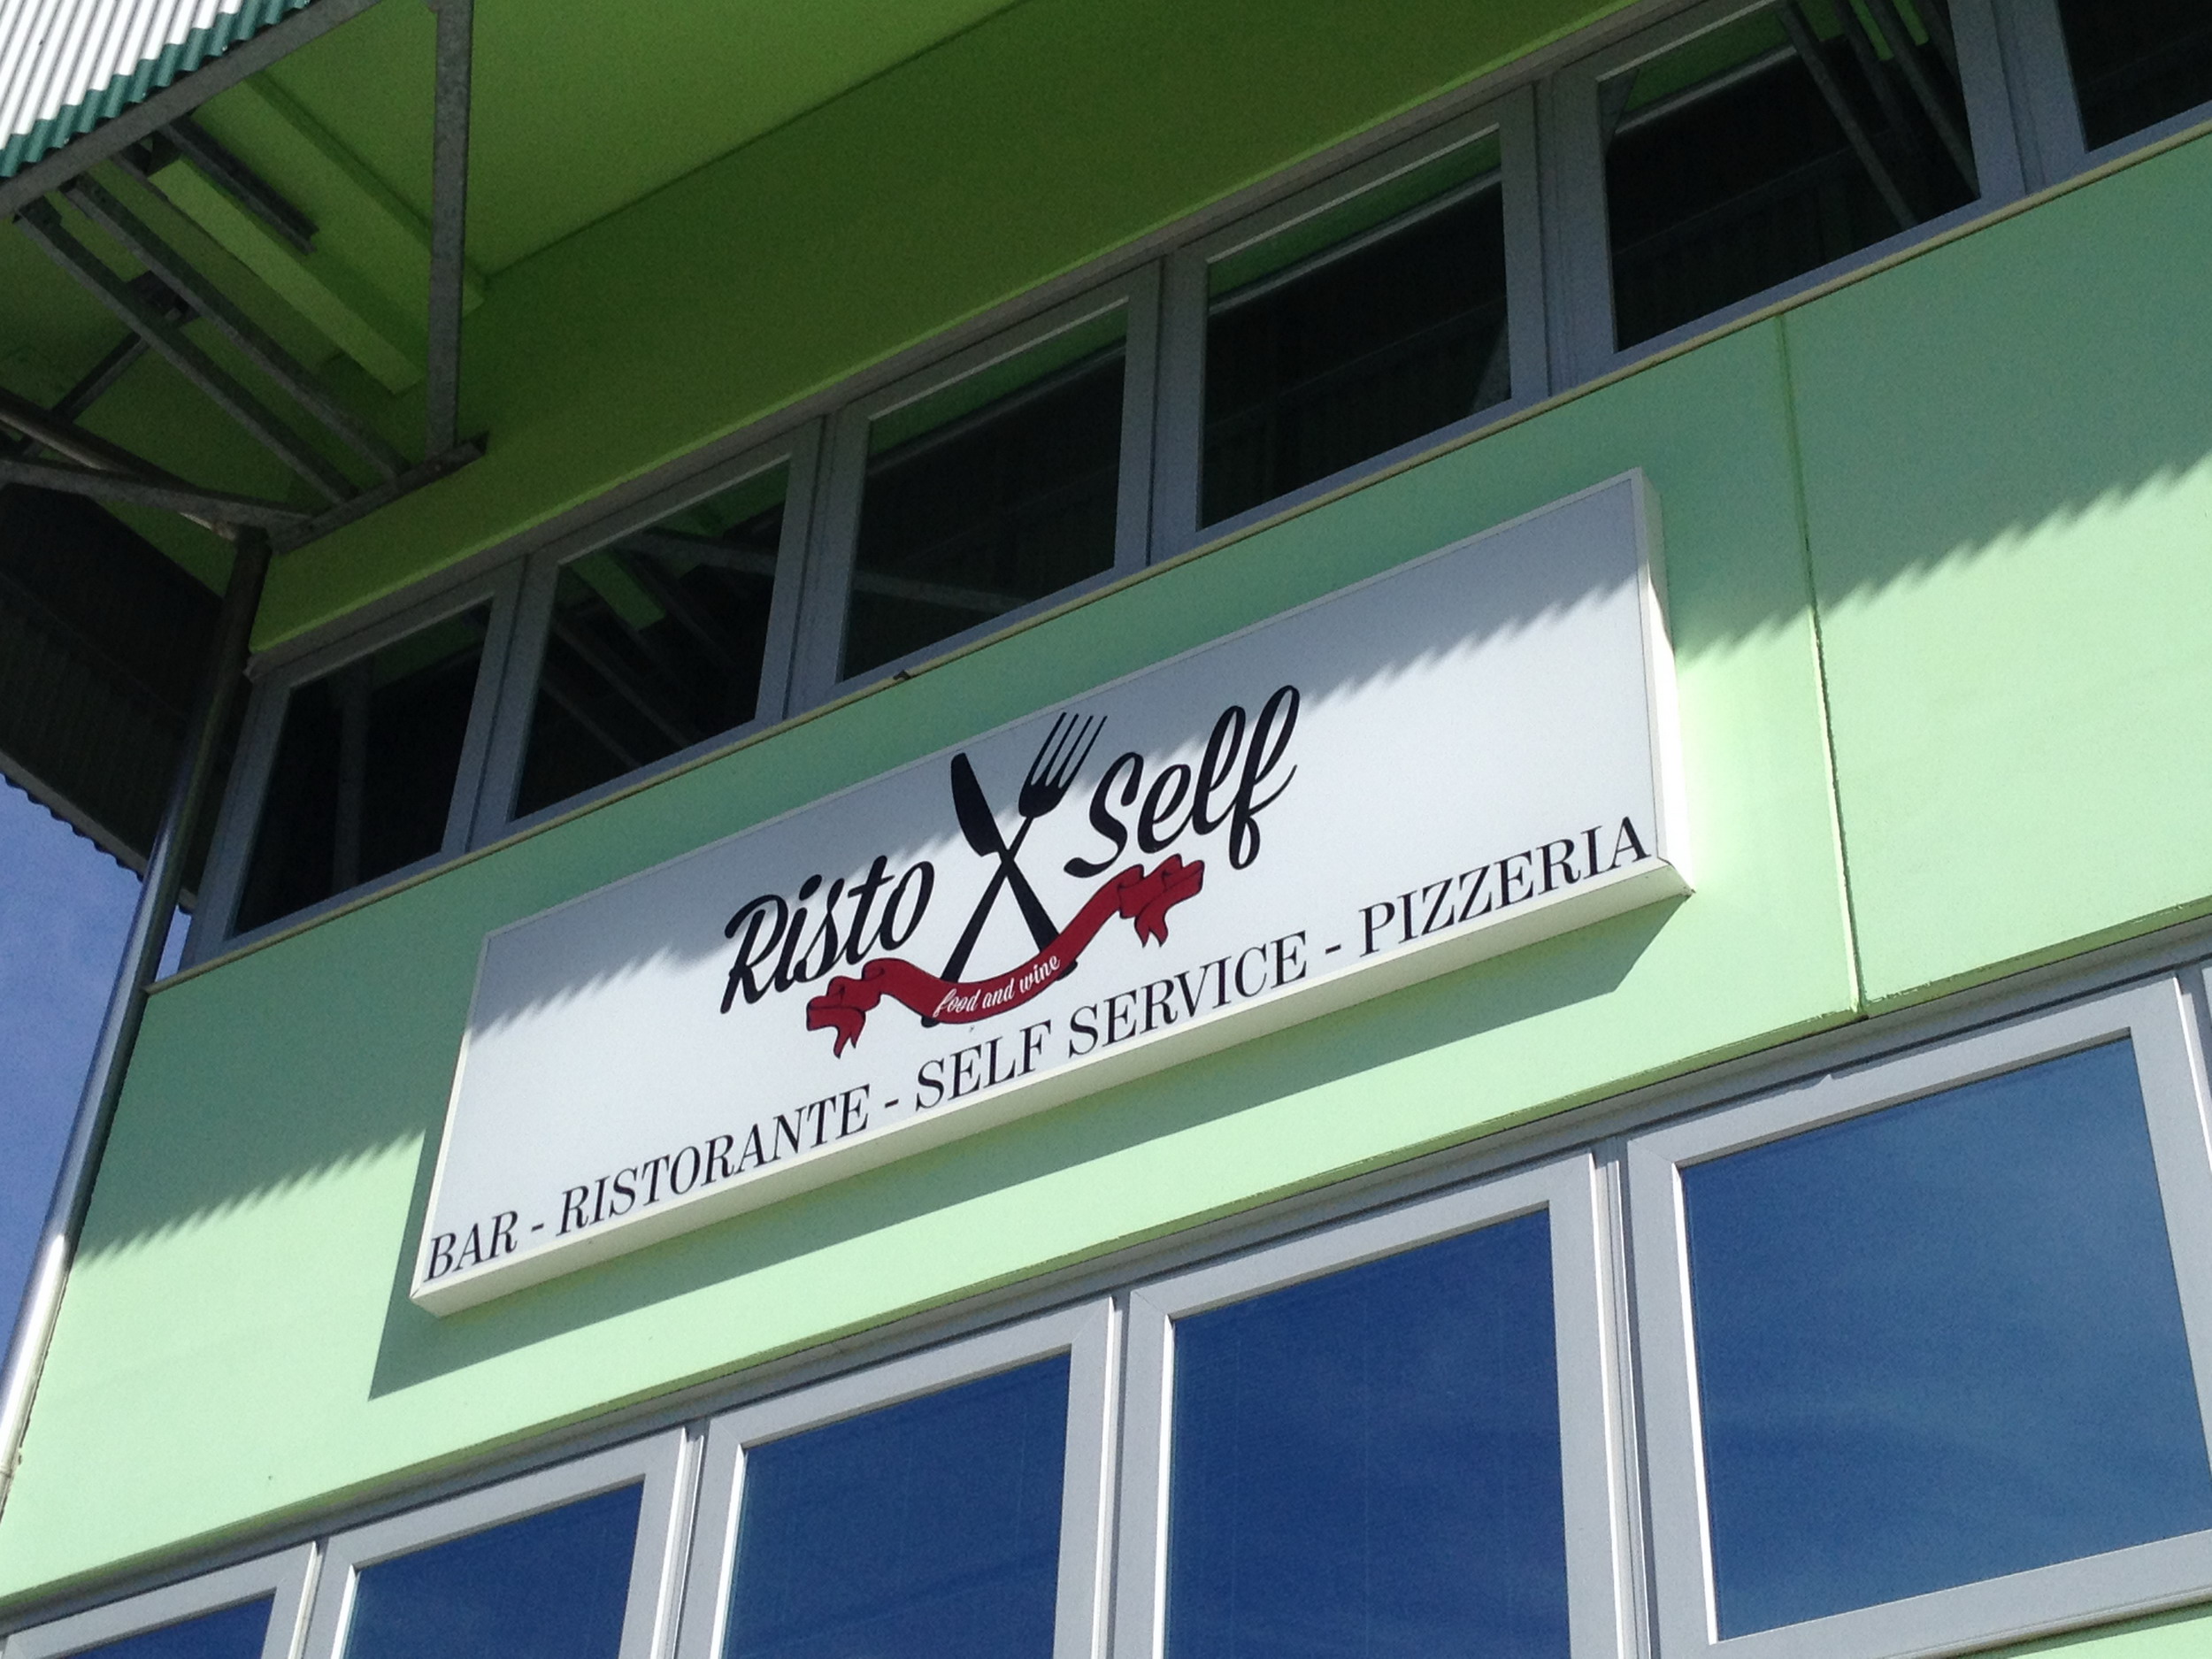 Risto Self
food and wine
BAR - RISTORANTE - SELF SERVICE - PIZZERIA